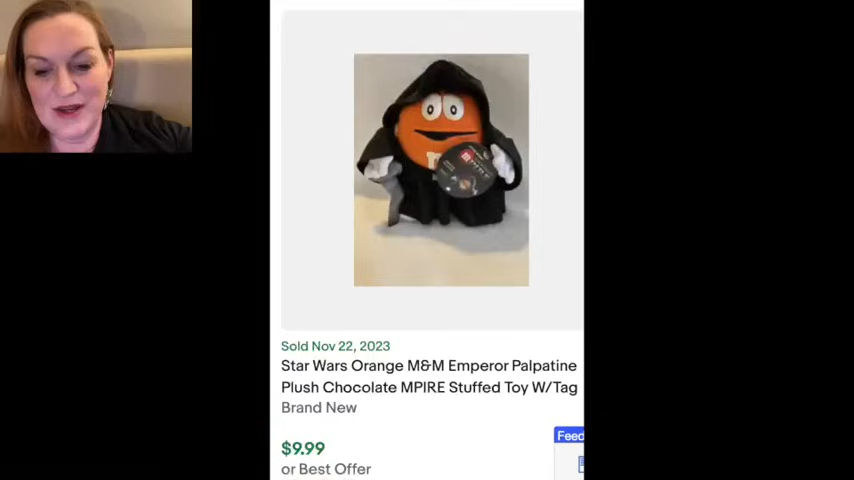 Sold Nov 22, 2023
Star Wars Orange M&M Emperor Palpatine
Plush Chocolate MPIRE Stuffed Toy W/Tag
Brand New
$9.99
or Best Offer
Feed